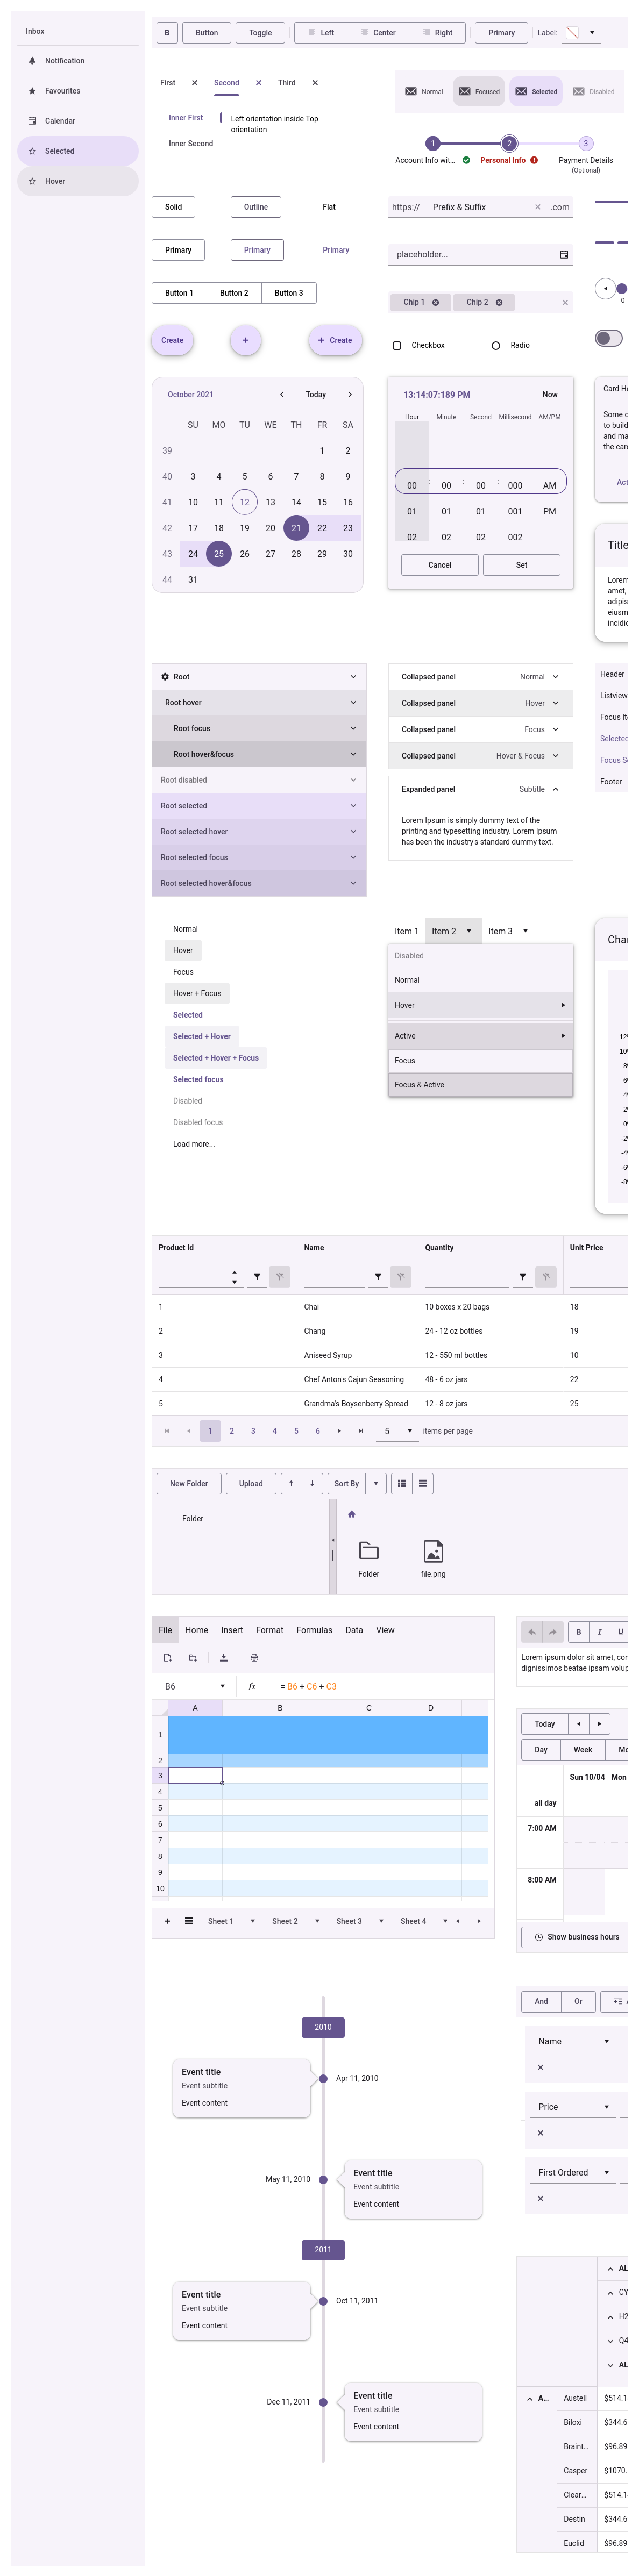 Inbox
Notification
Favourites
Calendar
Selected
Hover
B Button Toggle Left Center Right Primary Label:
First Second Third
Inner First
Inner Second
Left orientation inside Top
orientation
Normal Focused Selected Disabled
1 2 3
Account Info wit... Personal Info Payment Details
(Optional)
Solid Outline Flat
Primary Primary Primary
Button 1 Button 2 Button 3
Create + + Create
https:// Prefix & Suffix .com
placeholder...
Chip 1 Chip 2
Checkbox Radio
0
October 2021 Today
SU MO TU WE TH FR SA
39 1 2
40 3 4 5 6 7 8 9
41 10 11 12 13 14 15 16
42 17 18 19 20 21 22 23
43 24 25 26 27 28 29 30
44 31
13:14:07:189 PM Now
Hour Minute Second Millisecond AM/PM
00 : 00 : 00 : 000 AM
01 01 01 001 PM
02 02 02 002
Cancel Set
Card He
Some q
to build
and ma
the card
Act
Title
Lorem
amet,
adipis
eiusm
incidid
Root
Root hover
Root focus
Root hover&focus
Root disabled
Root selected
Root selected hover
Root selected focus
Root selected hover&focus
Collapsed panel Normal
Collapsed panel Hover
Collapsed panel Focus
Collapsed panel Hover & Focus
Expanded panel Subtitle
Lorem Ipsum is simply dummy text of the
printing and typesetting industry. Lorem Ipsum
has been the industry's standard dummy text.
Header
Listview
Focus Ite
Selected
Focus Se
Footer
Normal
Hover
Focus
Hover + Focus
Selected
Selected + Hover
Selected + Hover + Focus
Selected focus
Disabled
Disabled focus
Load more...
Item 1 Item 2 Item 3
Disabled
Normal
Hover
Active
Focus
Focus & Active
Char
12
10
8
6
4
2
0
-2
-4
-6
-8
Product Id Name Quantity Unit Price
1 Chai 10 boxes x 20 bags 18
2 Chang 24 - 12 oz bottles 19
3 Aniseed Syrup 12 - 550 ml bottles 10
4 Chef Anton's Cajun Seasoning 48 - 6 oz jars 22
5 Grandma's Boysenberry Spread 12 - 8 oz jars 25
1 2 3 4 5 6 5 items per page
New Folder Upload Sort By
Folder
Folder file.png
File Home Insert Format Formulas Data View
B6 fx = B6 + C6 + C3
A B C D
1
2
3
4
5
6
7
8
9
10
+ Sheet 1 Sheet 2 Sheet 3 Sheet 4
B I U
Lorem ipsum dolor sit amet, con
dignissimos beatae ipsam volup
Today
Day Week Mo
Sun 10/04 Mon
all day
7:00 AM
8:00 AM
Show business hours
2010
Event title
Event subtitle
Event content
Apr 11, 2010
May 11, 2010
Event title
Event subtitle
Event content
2011
Event title
Event subtitle
Event content
Oct 11, 2011
Dec 11, 2011
Event title
Event subtitle
Event content
And Or
Name
Price
First Ordered
AL
CY
H2
Q4
AL
A... Austell $514.1
Biloxi $344.6
Braint... $96.89
Casper $1070.
Clear... $514.1
Destin $344.6
Euclid $96.89